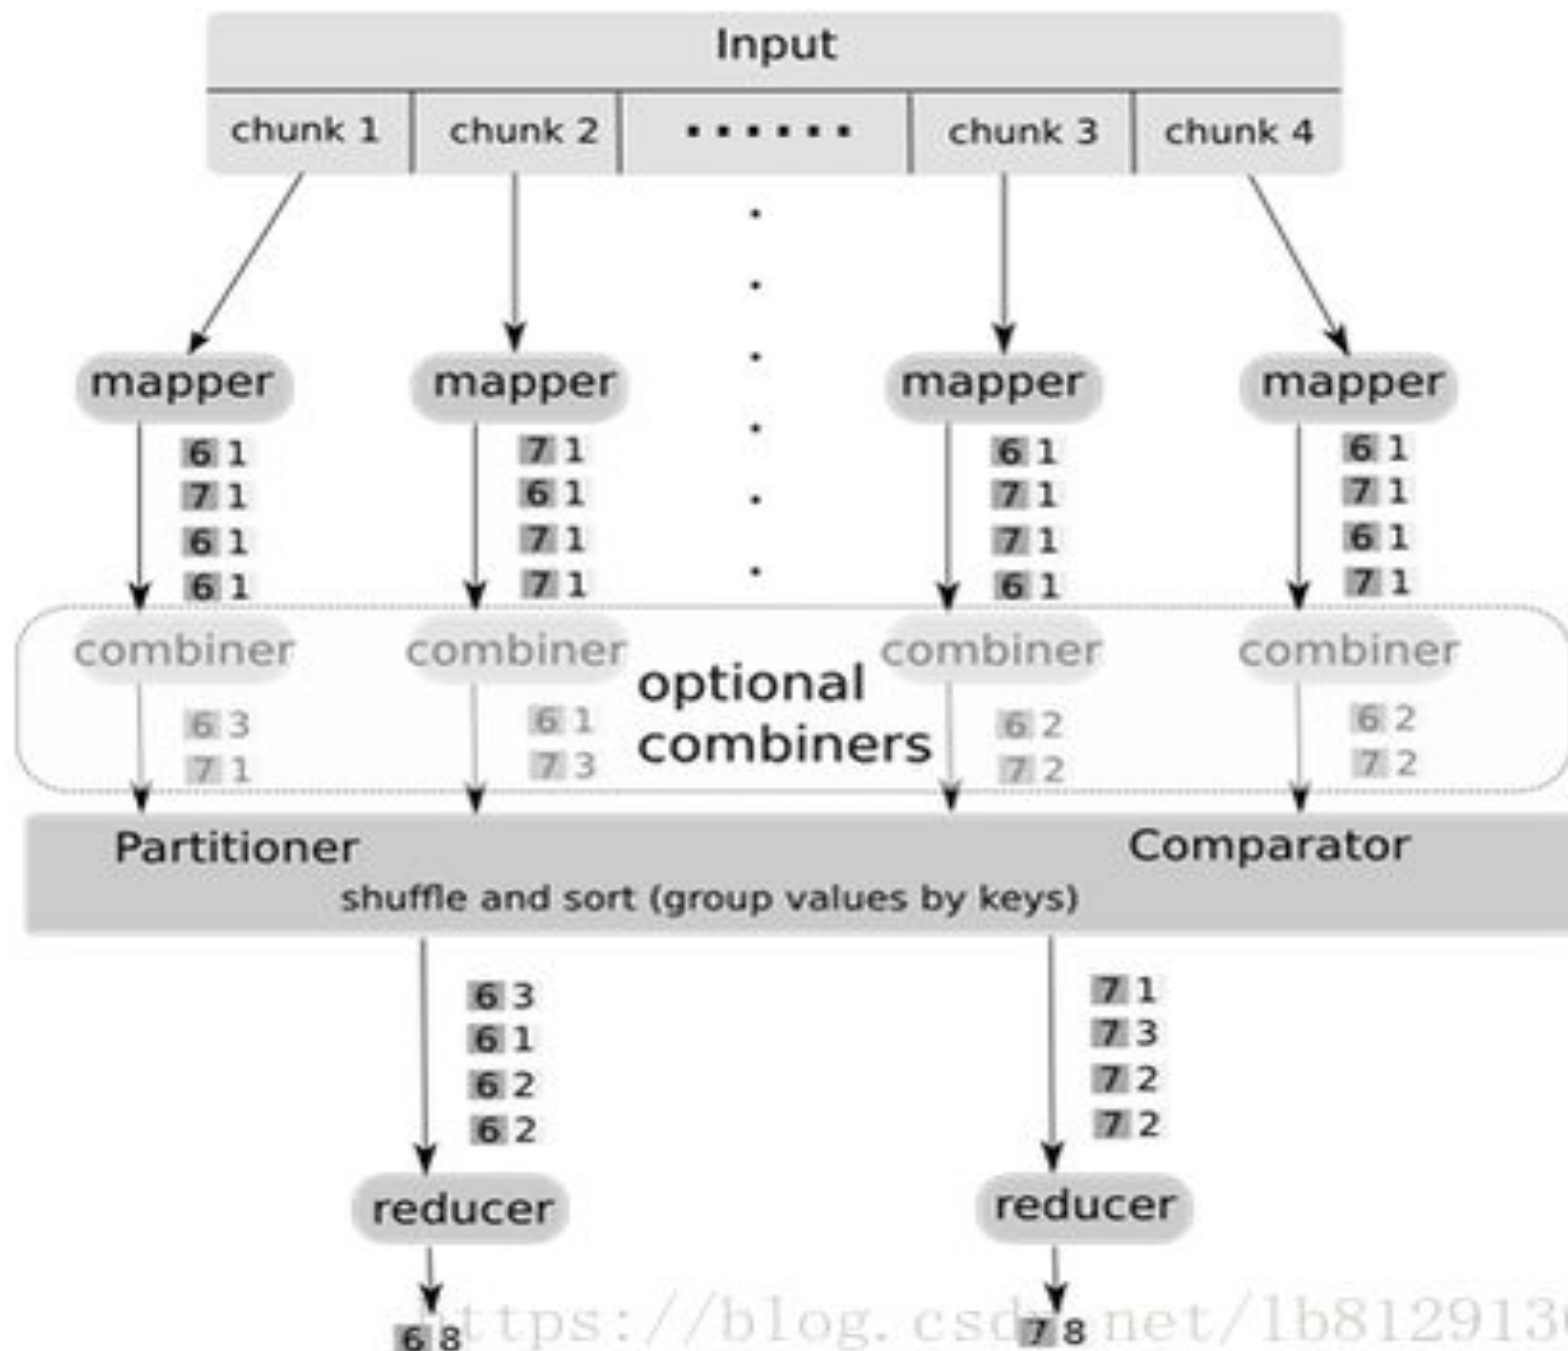 Input
chunk 1 chunk 2 ...... chunk 3 chunk 4
mapper mapper mapper mapper
6 1 7 1 6 1 6 1
7 1 6 1 7 1 7 1
6 1 7 1 7 1 6 1
6 1 7 1 6 1 7 1
combiner combiner combiner combiner
optional
combiners
6 3 6 1 6 2 6 2
7 1 7 3 7 2 7 2
Partitioner Comparator
shuffle and sort (group values by keys)
6 3 7 1
6 1 7 3
6 2 7 2
6 2 7 2
reducer reducer
6 8 7 8